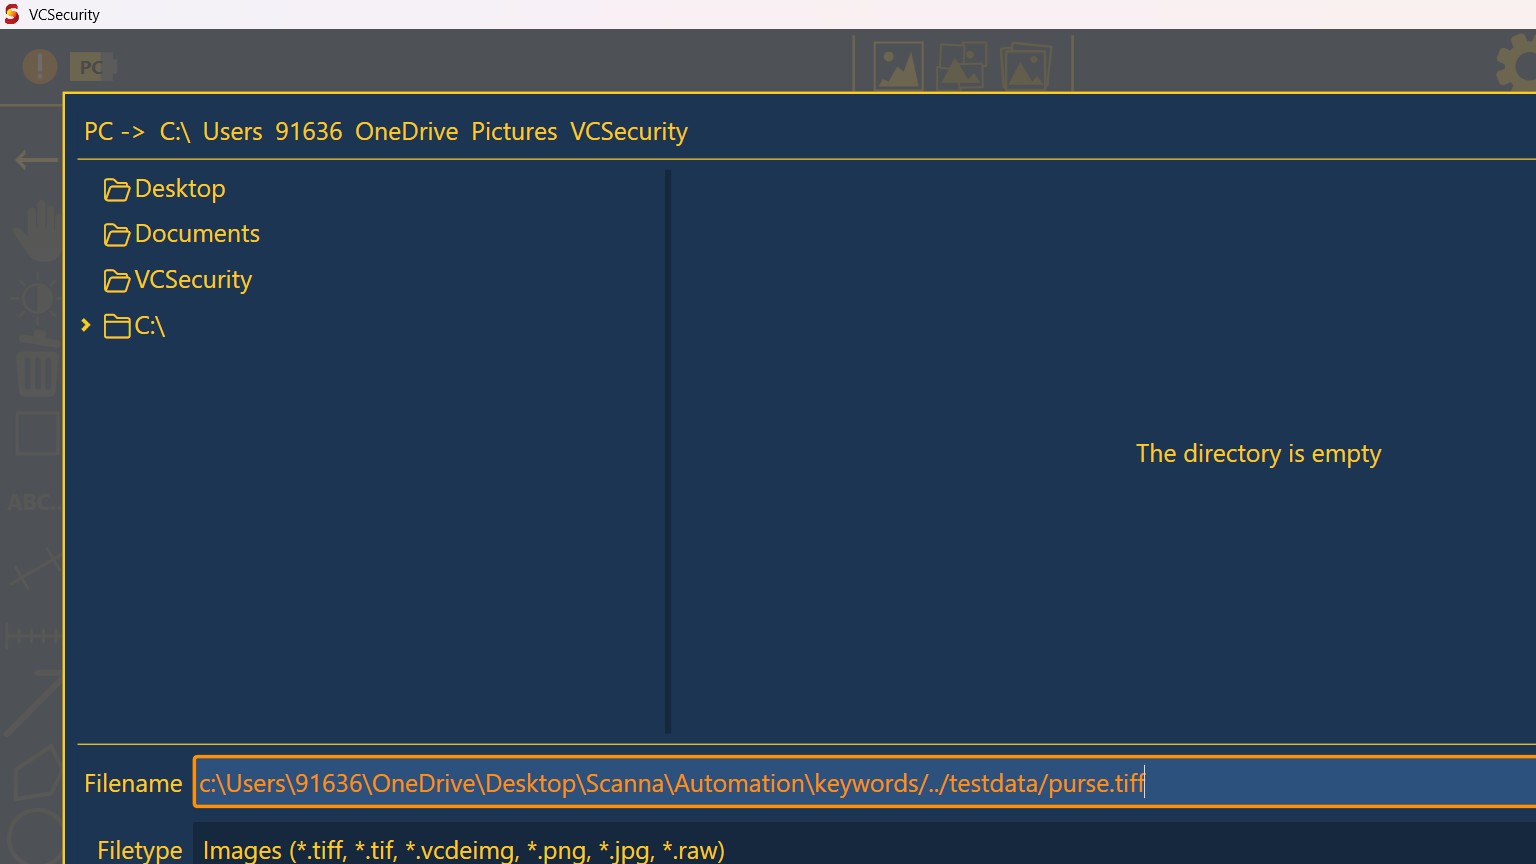 VCSecurity
PC
PC -> C:\ Users 91636 OneDrive Pictures VCSecurity
Desktop
Documents
VCSecurity
C:\
The directory is empty
ABC..
Filename c:\Users\91636\OneDrive\Desktop\Scanna\Automation\keywords/../testdata/purse.tiff
Filetype Images (*.tiff, *.tif, *.vcdeimg, *.png, *.jpg, *.raw)